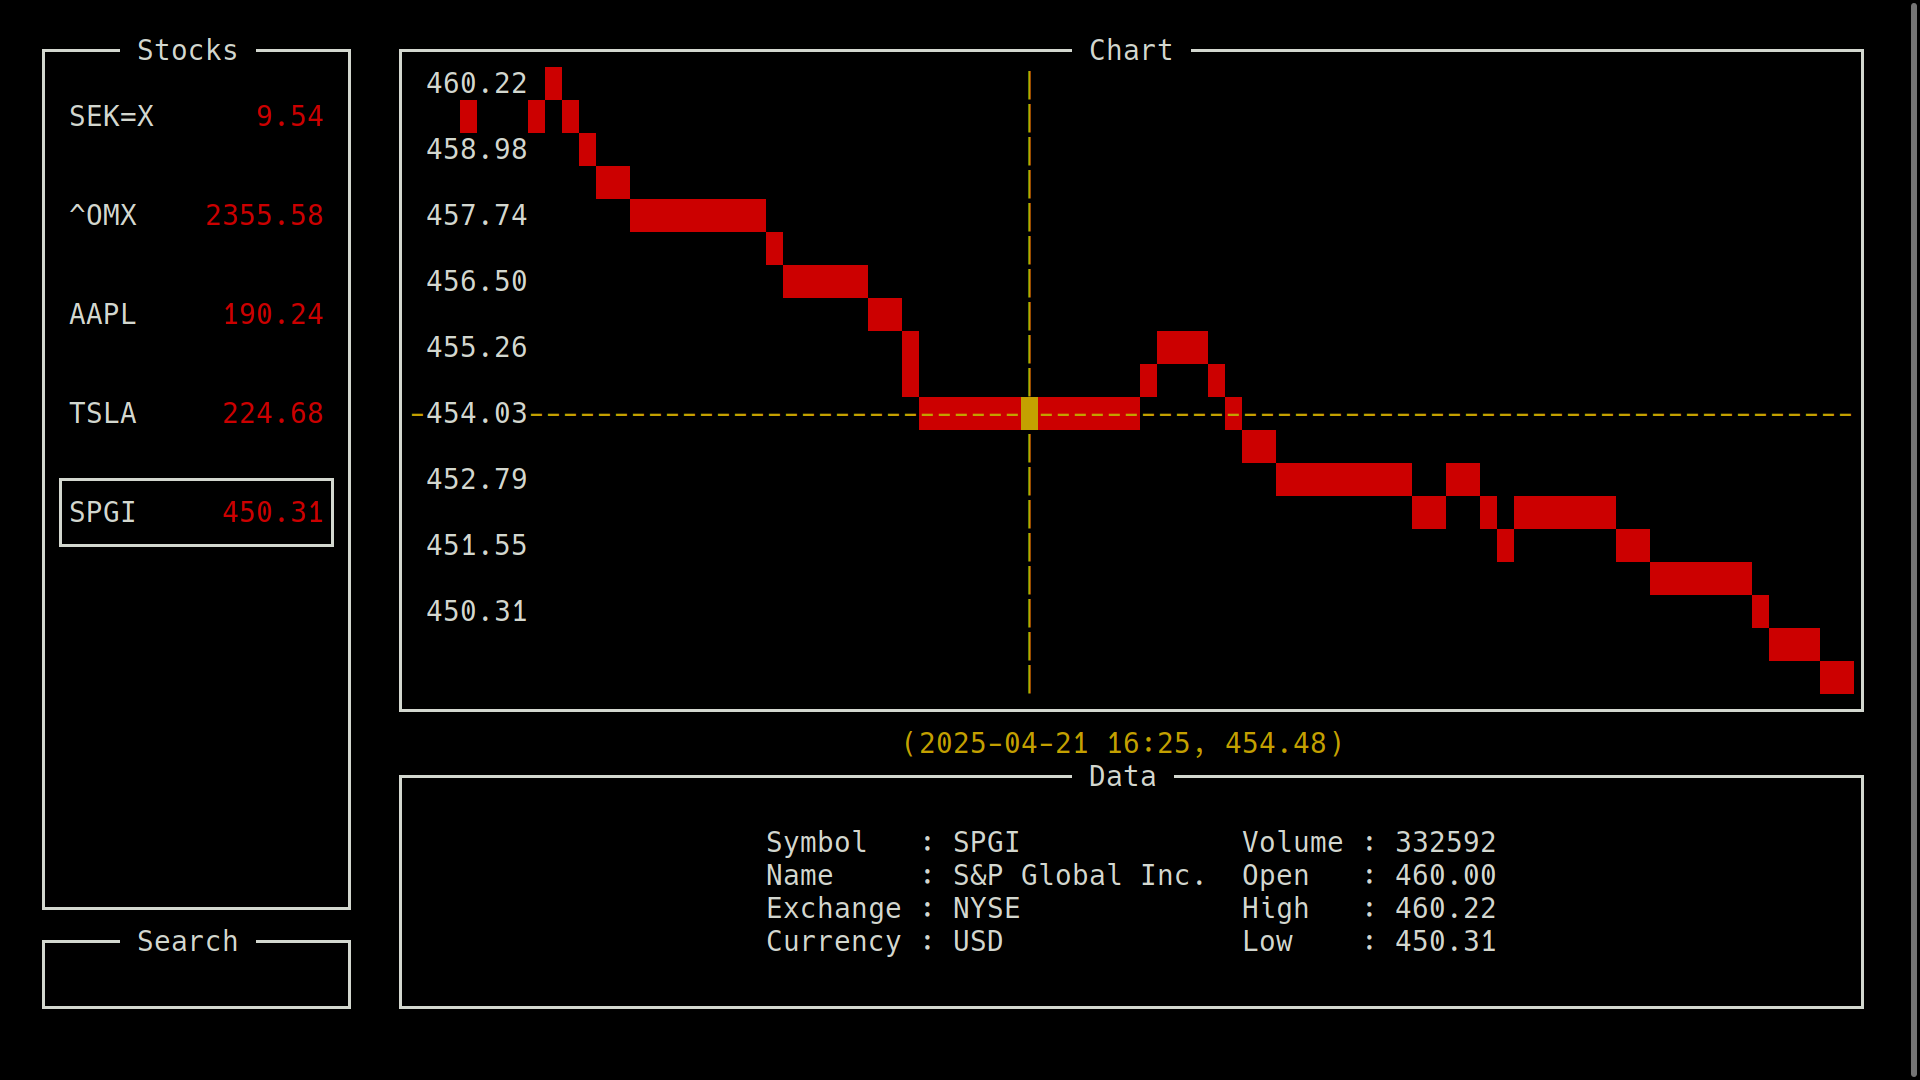 Stocks
SEK=X 9.54
^OMX 2355.58
AAPL 190.24
TSLA 224.68
SPGI 450.31
Search
Chart
460.22
458.98
457.74
456.50
455.26
454.03
452.79
451.55
450.31
(2025-04-21 16:25, 454.48)
Data
Symbol : SPGI
Name : S&P Global Inc.
Exchange : NYSE
Currency : USD
Volume : 332592
Open : 460.00
High : 460.22
Low : 450.31